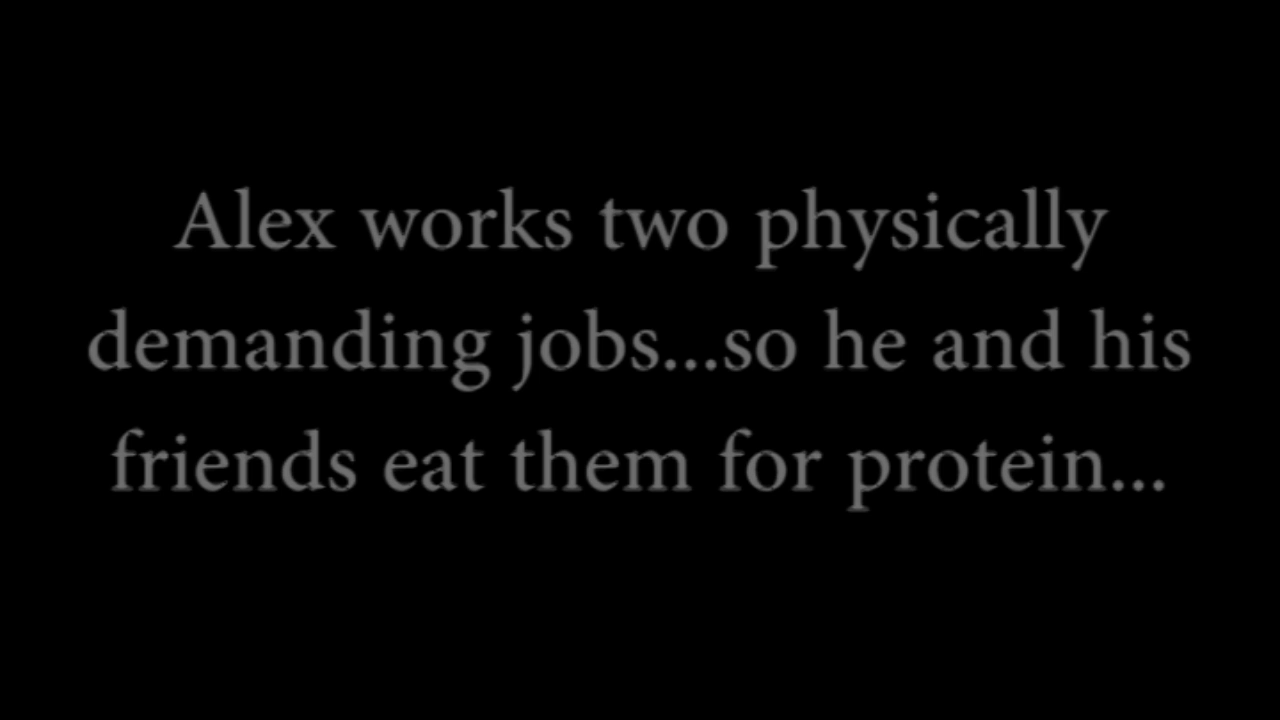 Alex works two physically
demanding jobs...so he and his
friends eat them for protein...